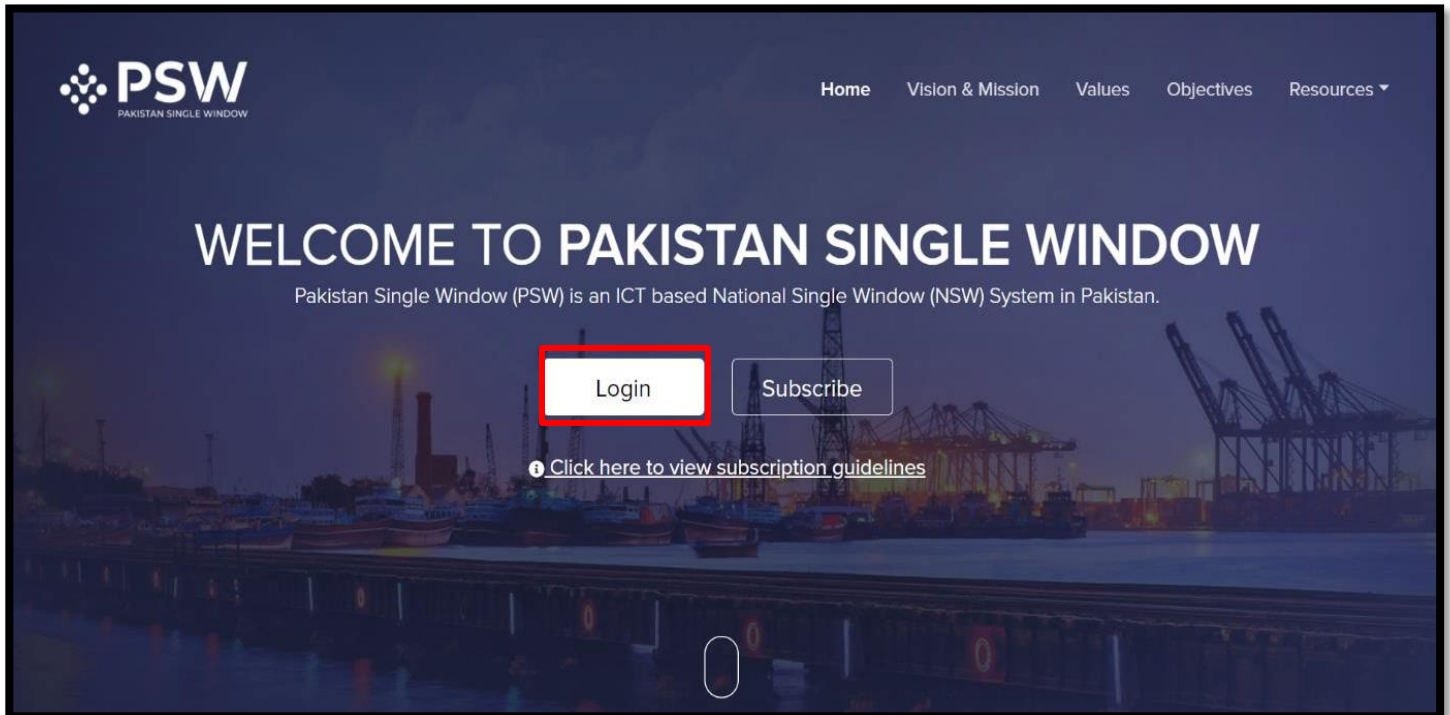 PSW
PAKISTAN SINGLE WINDOW
Home Vision & Mission Values Objectives Resources
WELCOME TO PAKISTAN SINGLE WINDOW
Pakistan Single Window (PSW) is an ICT based National Single Window (NSW) System in Pakistan.
Login Subscribe
Click here to view subscription guidelines